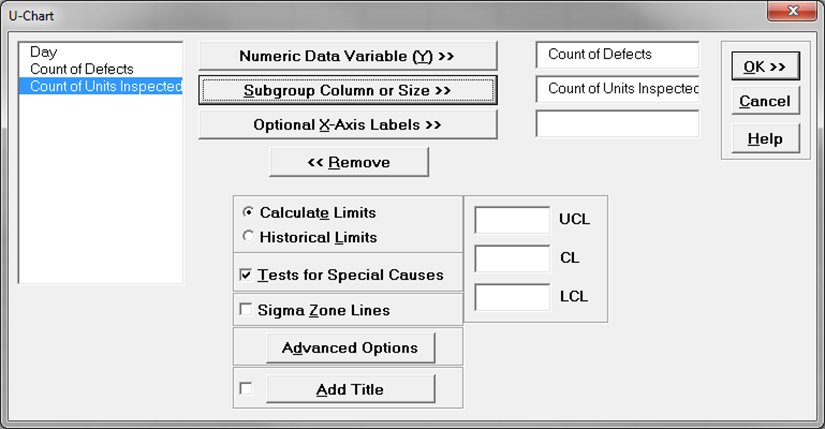 U-Chart
Day
Count of Defects
Count of Units Inspected
Numeric Data Variable (Y) >>
Count of Defects
Subgroup Column or Size >>
Count of Units Inspected
Optional X-Axis Labels >>
<< Remove
OK >>
Cancel
Help
Calculate Limits
Historical Limits
Tests for Special Causes
Sigma Zone Lines
Advanced Options
Add Title
UCL
CL
LCL